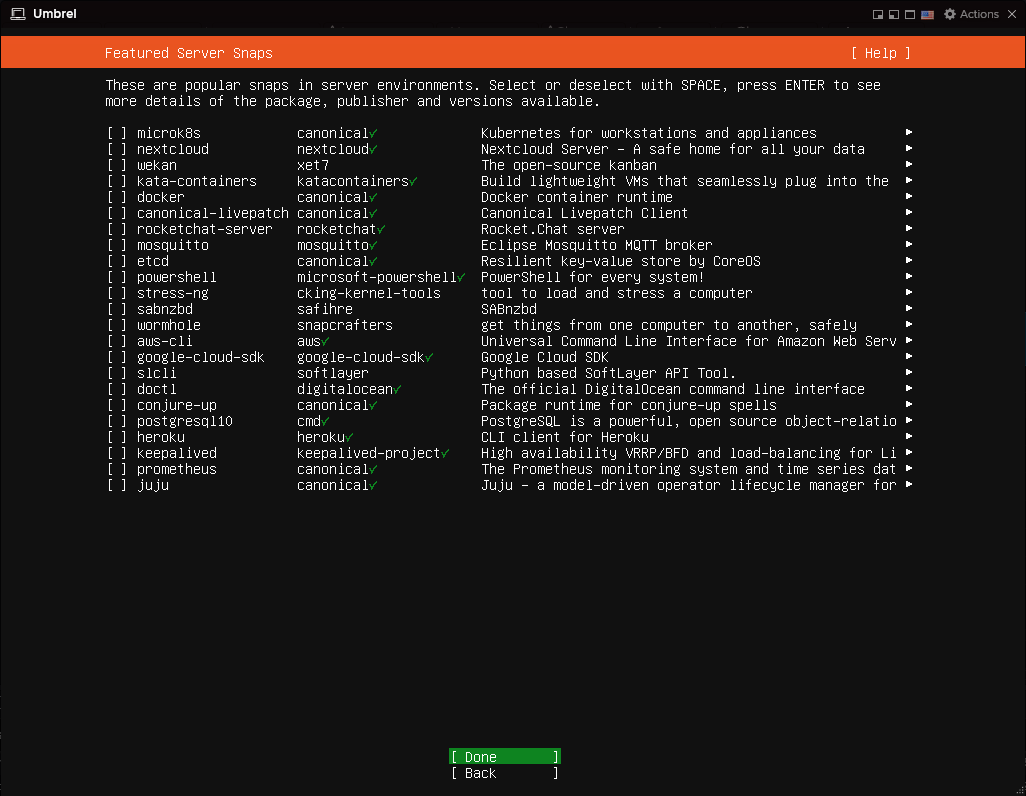 Umbrel Actions
Featured Server Snaps [ Help ]
These are popular snaps in server environments. Select or deselect with SPACE, press ENTER to see
more details of the package, publisher and versions available.
[ ] microk8s canonical✓ Kubernetes for workstations and appliances ▸
[ ] nextcloud nextcloud✓ Nextcloud Server - A safe home for all your data ▸
[ ] wekan xet7 The open-source kanban ▸
[ ] kata-containers katacontainers✓ Build lightweight VMs that seamlessly plug into the ▸
[ ] docker canonical✓ Docker container runtime ▸
[ ] canonical-livepatch canonical✓ Canonical Livepatch Client ▸
[ ] rocketchat-server rocketchat✓ Rocket.Chat server ▸
[ ] mosquitto mosquitto✓ Eclipse Mosquitto MQTT broker ▸
[ ] etcd canonical✓ Resilient key-value store by CoreOS ▸
[ ] powershell microsoft-powershell✓ PowerShell for every system! ▸
[ ] stress-ng cking-kernel-tools tool to load and stress a computer ▸
[ ] sabnzbd safihre SABnzbd ▸
[ ] wormhole snapcrafters get things from one computer to another, safely ▸
[ ] aws-cli aws✓ Universal Command Line Interface for Amazon Web Serv ▸
[ ] google-cloud-sdk google-cloud-sdk✓ Google Cloud SDK ▸
[ ] slcli softlayer Python based SoftLayer API Tool. ▸
[ ] doctl digitalocean✓ The official DigitalOcean command line interface ▸
[ ] conjure-up canonical✓ Package runtime for conjure-up spells ▸
[ ] postgresql10 cmd✓ PostgreSQL is a powerful, open source object-relatio ▸
[ ] heroku heroku✓ CLI client for Heroku ▸
[ ] keepalived keepalived-project✓ High availability VRRP/BFD and load-balancing for Li ▸
[ ] prometheus canonical✓ The Prometheus monitoring system and time series dat ▸
[ ] juju canonical✓ Juju - a model-driven operator lifecycle manager for ▸
[ Done ]
[ Back ]